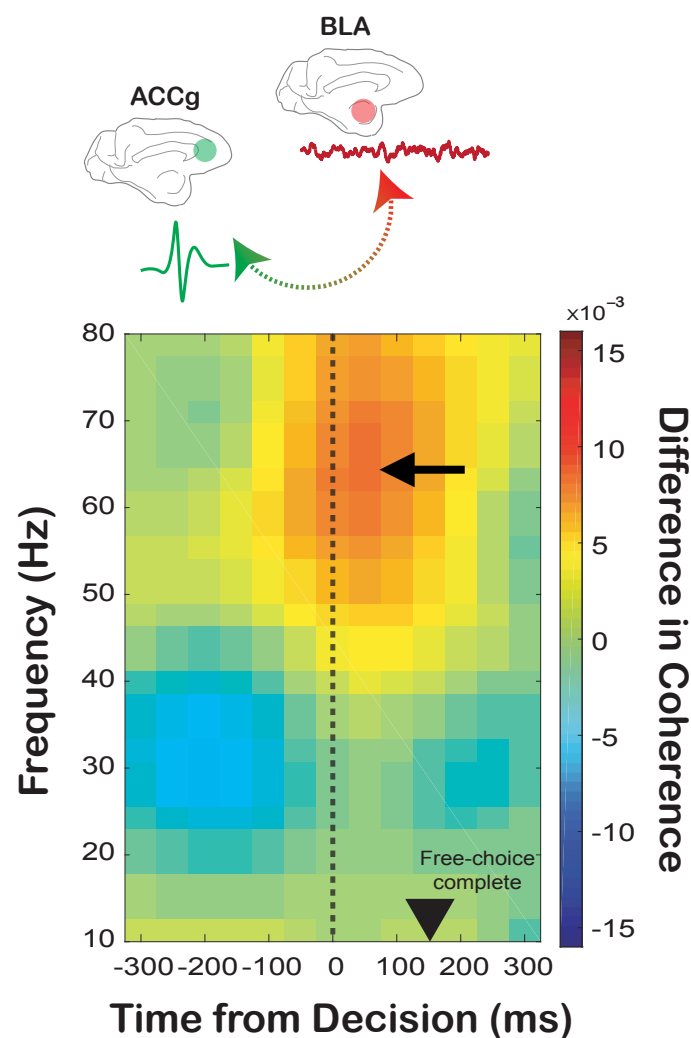 BLA
ACCg
x10⁻³
80
70
60
50
40
30
20
10
Frequency (Hz)
15
10
5
0
-5
-10
-15
Difference in Coherence
Free-choice
complete
-300 -200 -100 0 100 200 300
Time from Decision (ms)